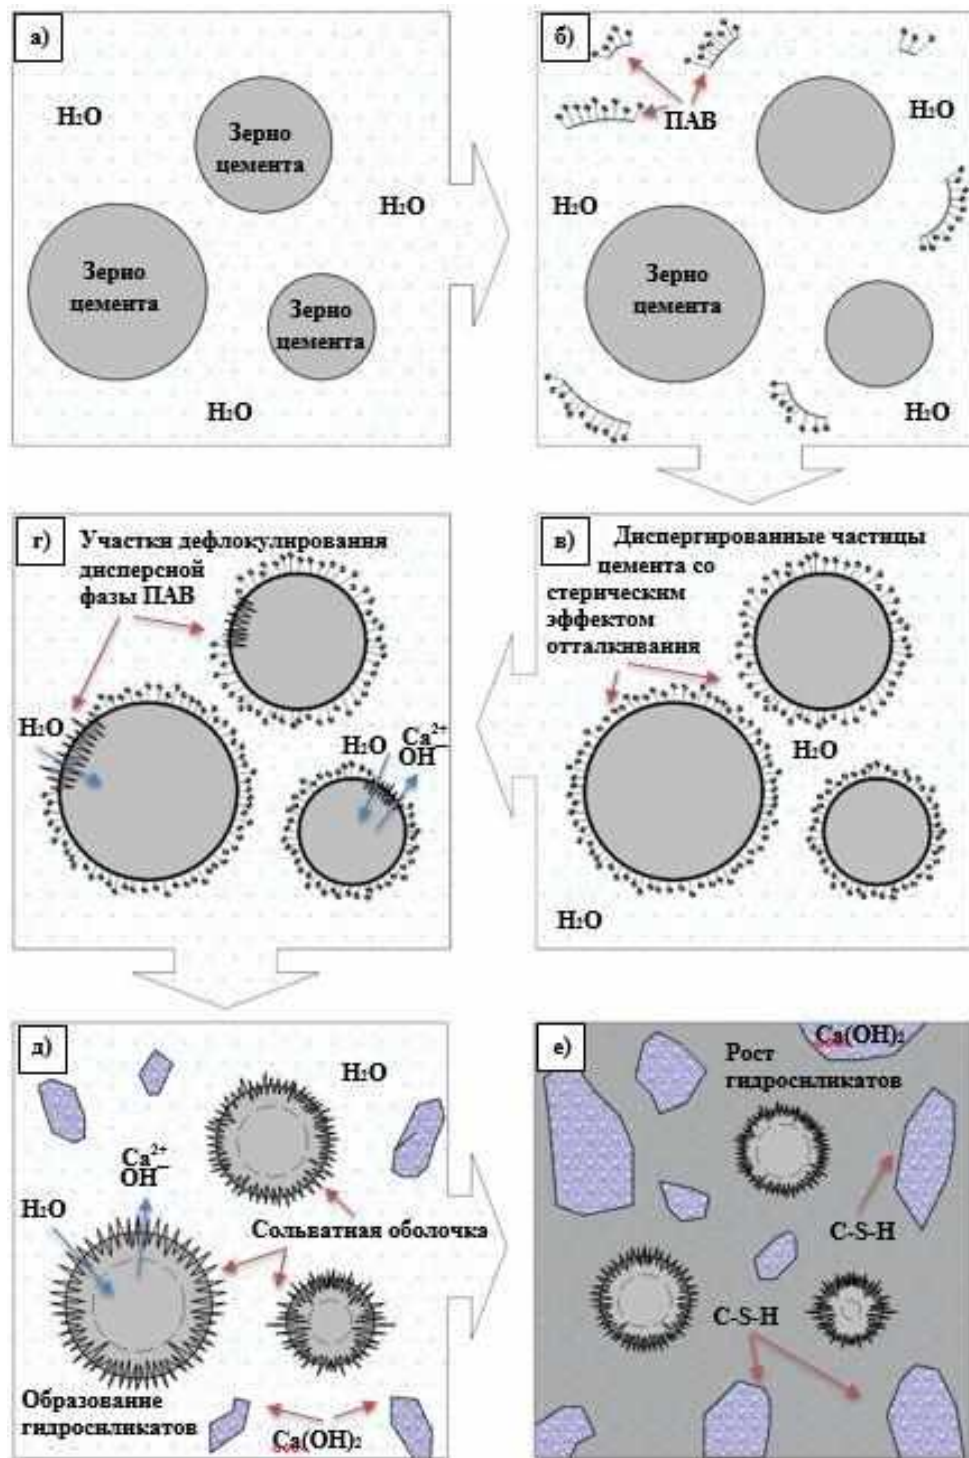 а)
H₂O
Зерно
цемента
H₂O
Зерно
цемента
Зерно
цемента
H₂O
б)
ПАВ
H₂O
H₂O
Зерно
цемента
H₂O
в)
Диспергированные частицы
цемента со
стерическим
эффектом
отталкивания
H₂O
H₂O
г)
Участки дефлокулирования
дисперсной
фазы ПАВ
H₂O
H₂O
Ca²⁺
OH⁻
д)
H₂O
Ca²⁺
OH⁻
H₂O
Сольватная оболочка
Образование
гидросиликатов
Ca(OH)₂
е)
Ca(OH)₂
Рост
гидросиликатов
C-S-H
C-S-H